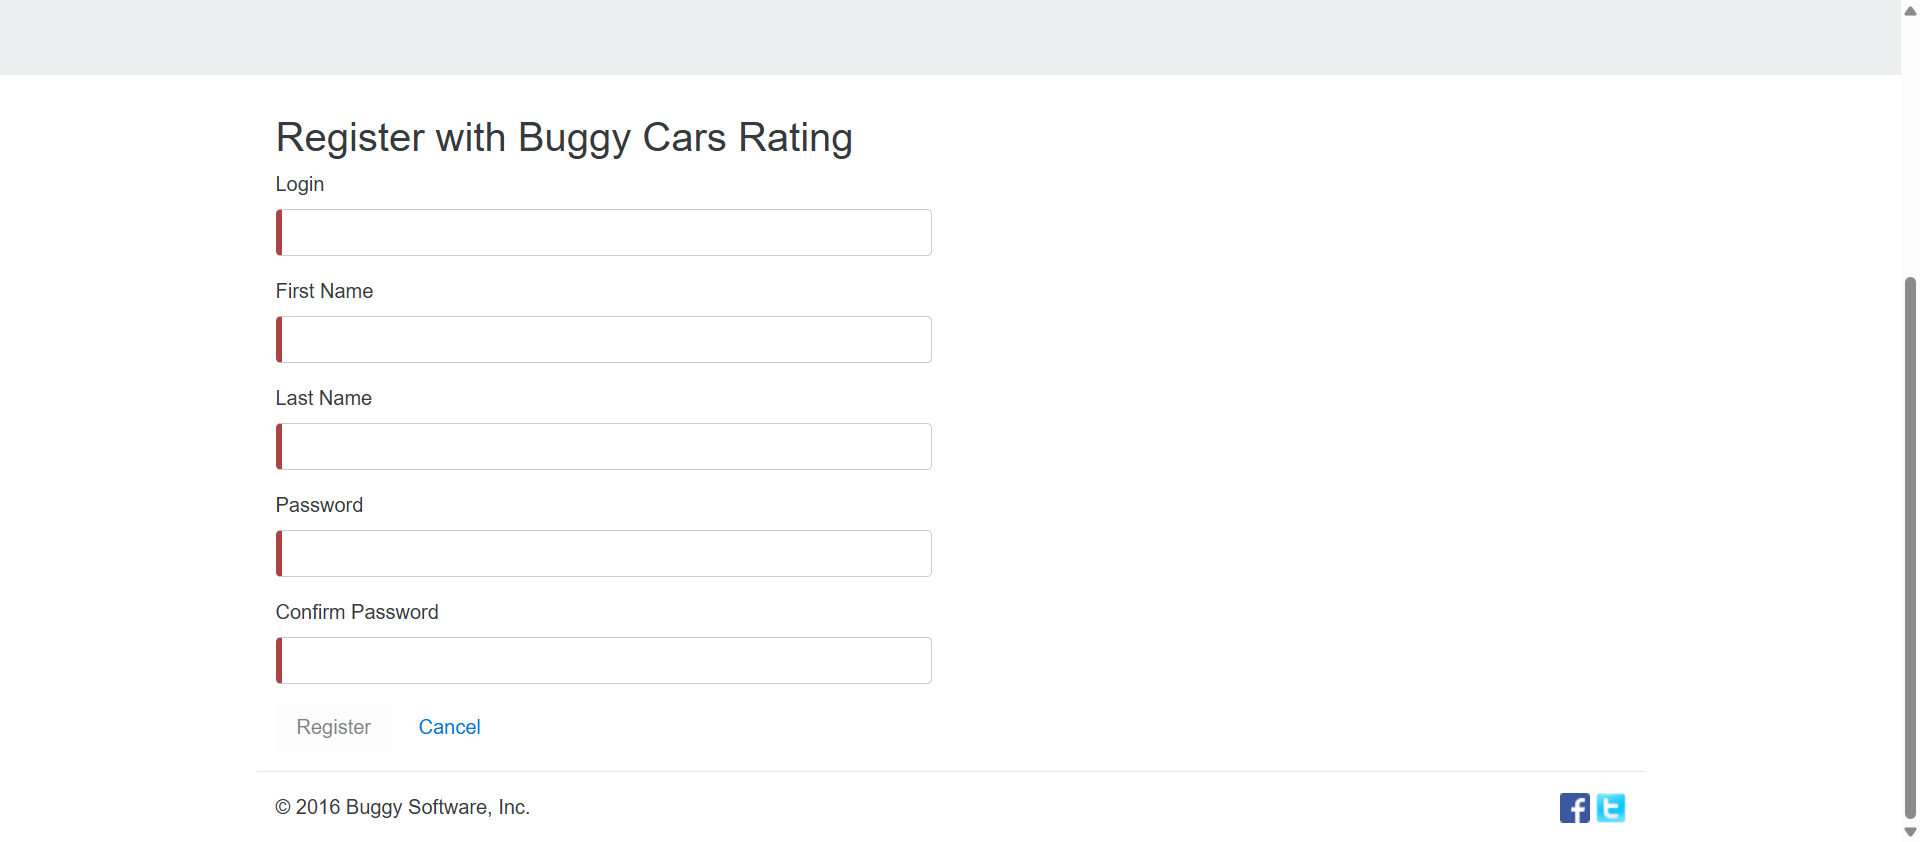 Register with Buggy Cars Rating
Login
First Name
Last Name
Password
Confirm Password
Register Cancel
© 2016 Buggy Software, Inc.